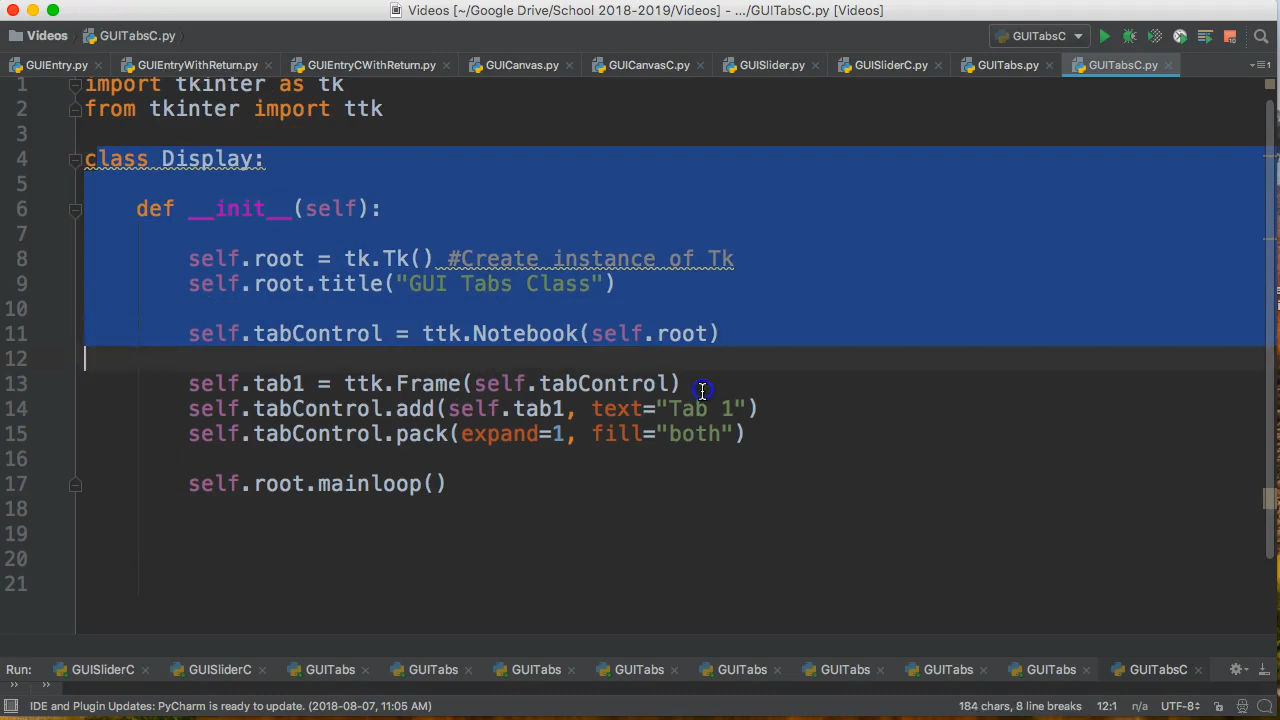 Videos [~/Google Drive/School 2018-2019/Videos] - .../GUITabsC.py [Videos]
Videos GUITabsC.py GUITabsC
GUIEntry.py GUIEntryWithReturn.py GUIEntryCWithReturn.py GUICanvas.py GUICanvasC.py GUISlider.py GUISliderC.py GUITabs.py GUITabsC.py
1 import tkinter as tk
2 from tkinter import ttk
3
4 class Display:
5
6 def __init__(self):
7
8 self.root = tk.Tk() #Create instance of Tk
9 self.root.title("GUI Tabs Class")
10
11 self.tabControl = ttk.Notebook(self.root)
12
13 self.tab1 = ttk.Frame(self.tabControl)
14 self.tabControl.add(self.tab1, text="Tab 1")
15 self.tabControl.pack(expand=1, fill="both")
16
17 self.root.mainloop()
18
19
20
21
Run: GUISliderC GUISliderC GUITabs GUITabs GUITabs GUITabs GUITabs GUITabs GUITabs GUITabs GUITabsC
IDE and Plugin Updates: PyCharm is ready to update. (2018-08-07, 11:05 AM) 184 chars, 8 line breaks 12:1 n/a UTF-8